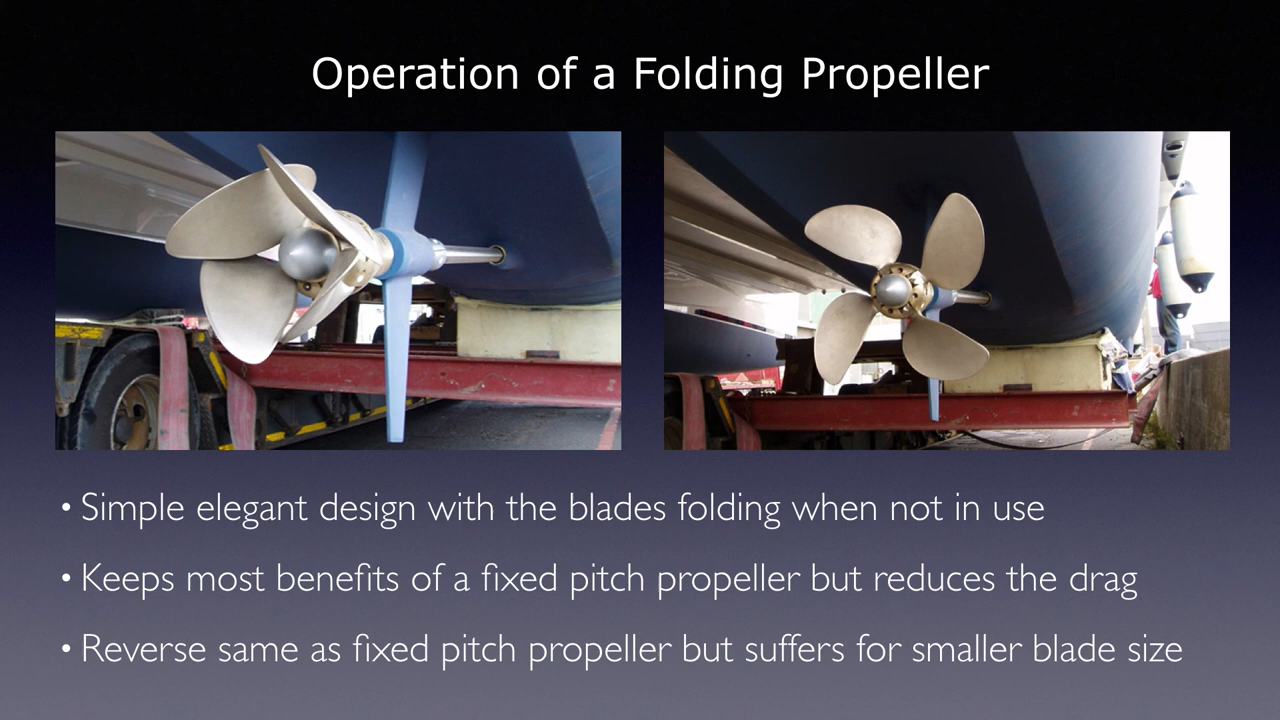 Operation of a Folding Propeller
• Simple elegant design with the blades folding when not in use
• Keeps most benefits of a fixed pitch propeller but reduces the drag
• Reverse same as fixed pitch propeller but suffers for smaller blade size